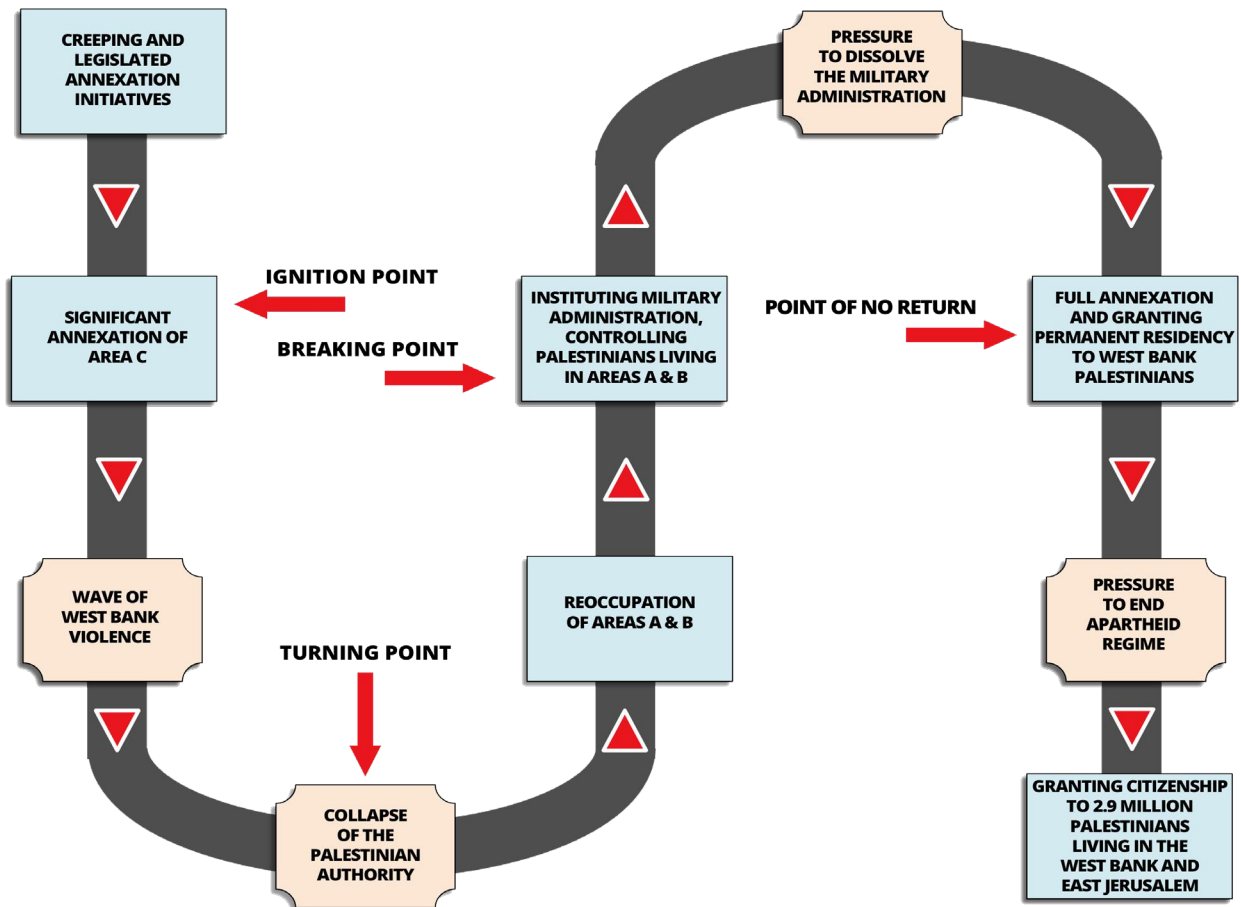 CREEPING AND
LEGISLATED
ANNEXATION
INITIATIVES
IGNITION POINT
SIGNIFICANT
ANNEXATION OF
AREA C
WAVE OF
WEST BANK
VIOLENCE
TURNING POINT
COLLAPSE
OF THE
PALESTINIAN
AUTHORITY
REOCCUPATION
OF AREAS A & B
BREAKING POINT
INSTITUTING MILITARY
ADMINISTRATION,
CONTROLLING
PALESTINIANS LIVING
IN AREAS A & B
PRESSURE
TO DISSOLVE
THE MILITARY
ADMINISTRATION
POINT OF NO RETURN
FULL ANNEXATION
AND GRANTING
PERMANENT RESIDENCY
TO WEST BANK
PALESTINIANS
PRESSURE
TO END
APARTHEID
REGIME
GRANTING CITIZENSHIP
TO 2.9 MILLION
PALESTINIANS
LIVING IN THE
WEST BANK AND
EAST JERUSALEM